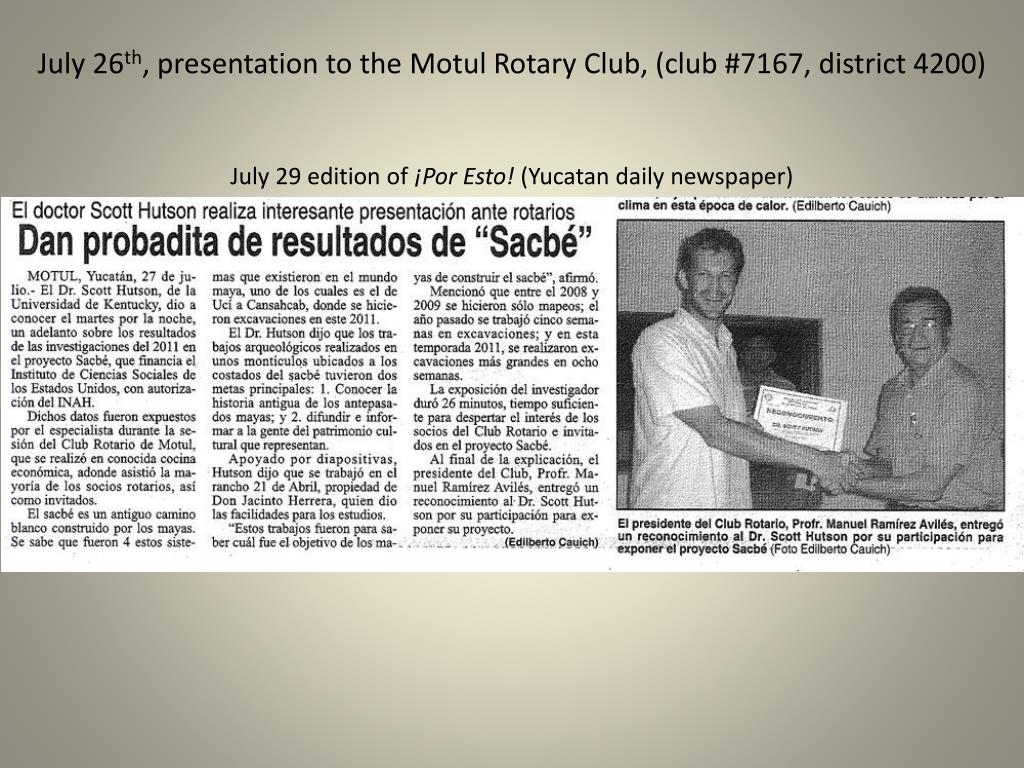 July 26th, presentation to the Motul Rotary Club, (club #7167, district 4200)
July 29 edition of ¡Por Esto! (Yucatan daily newspaper)
El doctor Scott Hutson realiza interesante presentación ante rotarios
Dan probadita de resultados de “Sacbé”
MOTUL, Yucatán, 27 de ju-
lio.- El Dr. Scott Hutson, de la
Universidad de Kentucky, dio a
conocer el martes por la noche,
un adelanto sobre los resultados
de las investigaciones del 2011 en
el proyecto Sacbé, que financia el
Instituto de Ciencias Sociales de
los Estados Unidos, con autoriza-
ción del INAH.
Dichos datos fueron expuestos
por el especialista durante la se-
sión del Club Rotario de Motul,
que se realizó en conocida cocina
económica, adonde asistió la ma-
yoría de los socios rotarios, así
como invitados.
El sacbé es un antiguo camino
blanco construido por los mayas.
Se sabe que fueron 4 estos siste-
mas que existieron en el mundo
maya, uno de los cuales es el de
Ucí a Cansahcab, donde se hicie-
ron excavaciones en este 2011.
El Dr. Hutson dijo que los tra-
bajos arqueológicos realizados en
unos montículos ubicados a los
costados del sacbé tuvieron dos
metas principales: 1. Conocer la
historia antigua de los antepasa-
dos mayas; y 2. difundir e infor-
mar a la gente del patrimonio cul-
tural que representan.
Apoyado por diapositivas,
Hutson dijo que se trabajó en el
rancho 21 de Abril, propiedad de
Don Jacinto Herrera, quien dio
las facilidades para los estudios.
“Estos trabajos fueron para sa-
ber cuál fue el objetivo de los ma-
yas de construir el sacbé”, afirmó.
Mencionó que entre el 2008 y
2009 se hicieron sólo mapeos; el
año pasado se trabajó cinco sema-
nas en excavaciones; y en esta
temporada 2011, se realizaron ex-
cavaciones más grandes en ocho
semanas.
La exposición del investigador
duró 26 minutos, tiempo suficien-
te para despertar el interés de los
socios del Club Rotario e invita-
dos en el proyecto Sacbé.
Al final de la explicación, el
presidente del Club, Profr. Ma-
nuel Ramírez Avilés, entregó un
reconocimiento al Dr. Scott Hut-
son por su participación para ex-
poner su proyecto.
(Edilberto Cauich)
clima en esta época de calor. (Edilberto Cauich)
RECONOCIMIENTO
DR. SCOTT HUTSON
El presidente del Club Rotario, Profr. Manuel Ramírez Avilés, entregó
un reconocimiento al Dr. Scott Hutson por su participación para
exponer el proyecto Sacbé (Foto Edilberto Cauich)